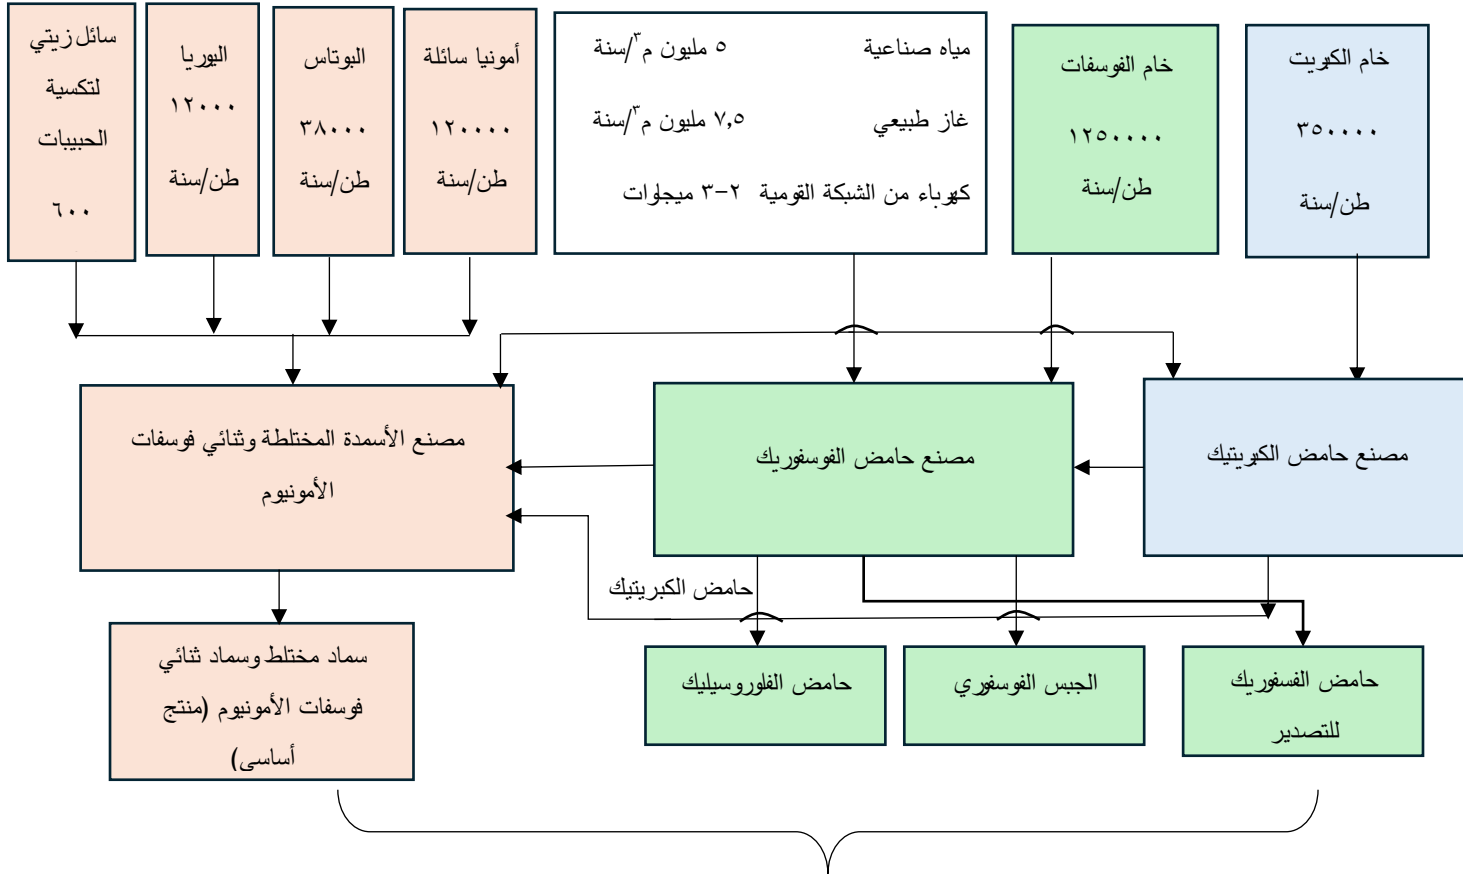 خام الكبريت
٣٥٠٠٠٠
طن/سنة
خام الفوسفات
١٢٥٠٠٠٠
طن/سنة
مياه صناعية ٥ مليون م٣/سنة
غاز طبيعي ٧,٥ مليون م٣/سنة
كهرباء من الشبكة القومية ٢-٣ ميجلوات
أمونيا سائلة
١٢٠٠٠٠
طن/سنة
البوتاس
٣٨٠٠٠
طن/سنة
اليوريا
١٢٠٠٠
طن/سنة
سائل زيتي
لتكسية
الحبيبات
٦٠٠
مصنع حامض الكبريتيك
مصنع حامض الفوسفوريك
مصنع الأسمدة المختلطة وثنائي فوسفات
الأمونيوم
حامض الكبريتيك
حامض الفسفوريك
للتصدير
الجبس الفوسفوري
حامض الفلوروسيليك
سماد مختلط وسماد ثنائي
فوسفات الأمونيوم (منتج
أساسى)